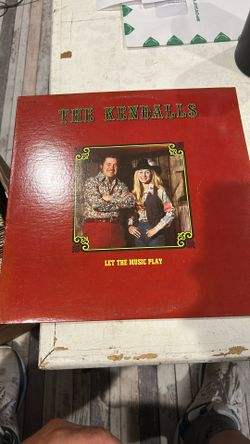 THE KENDALLS
LET THE MUSIC PLAY